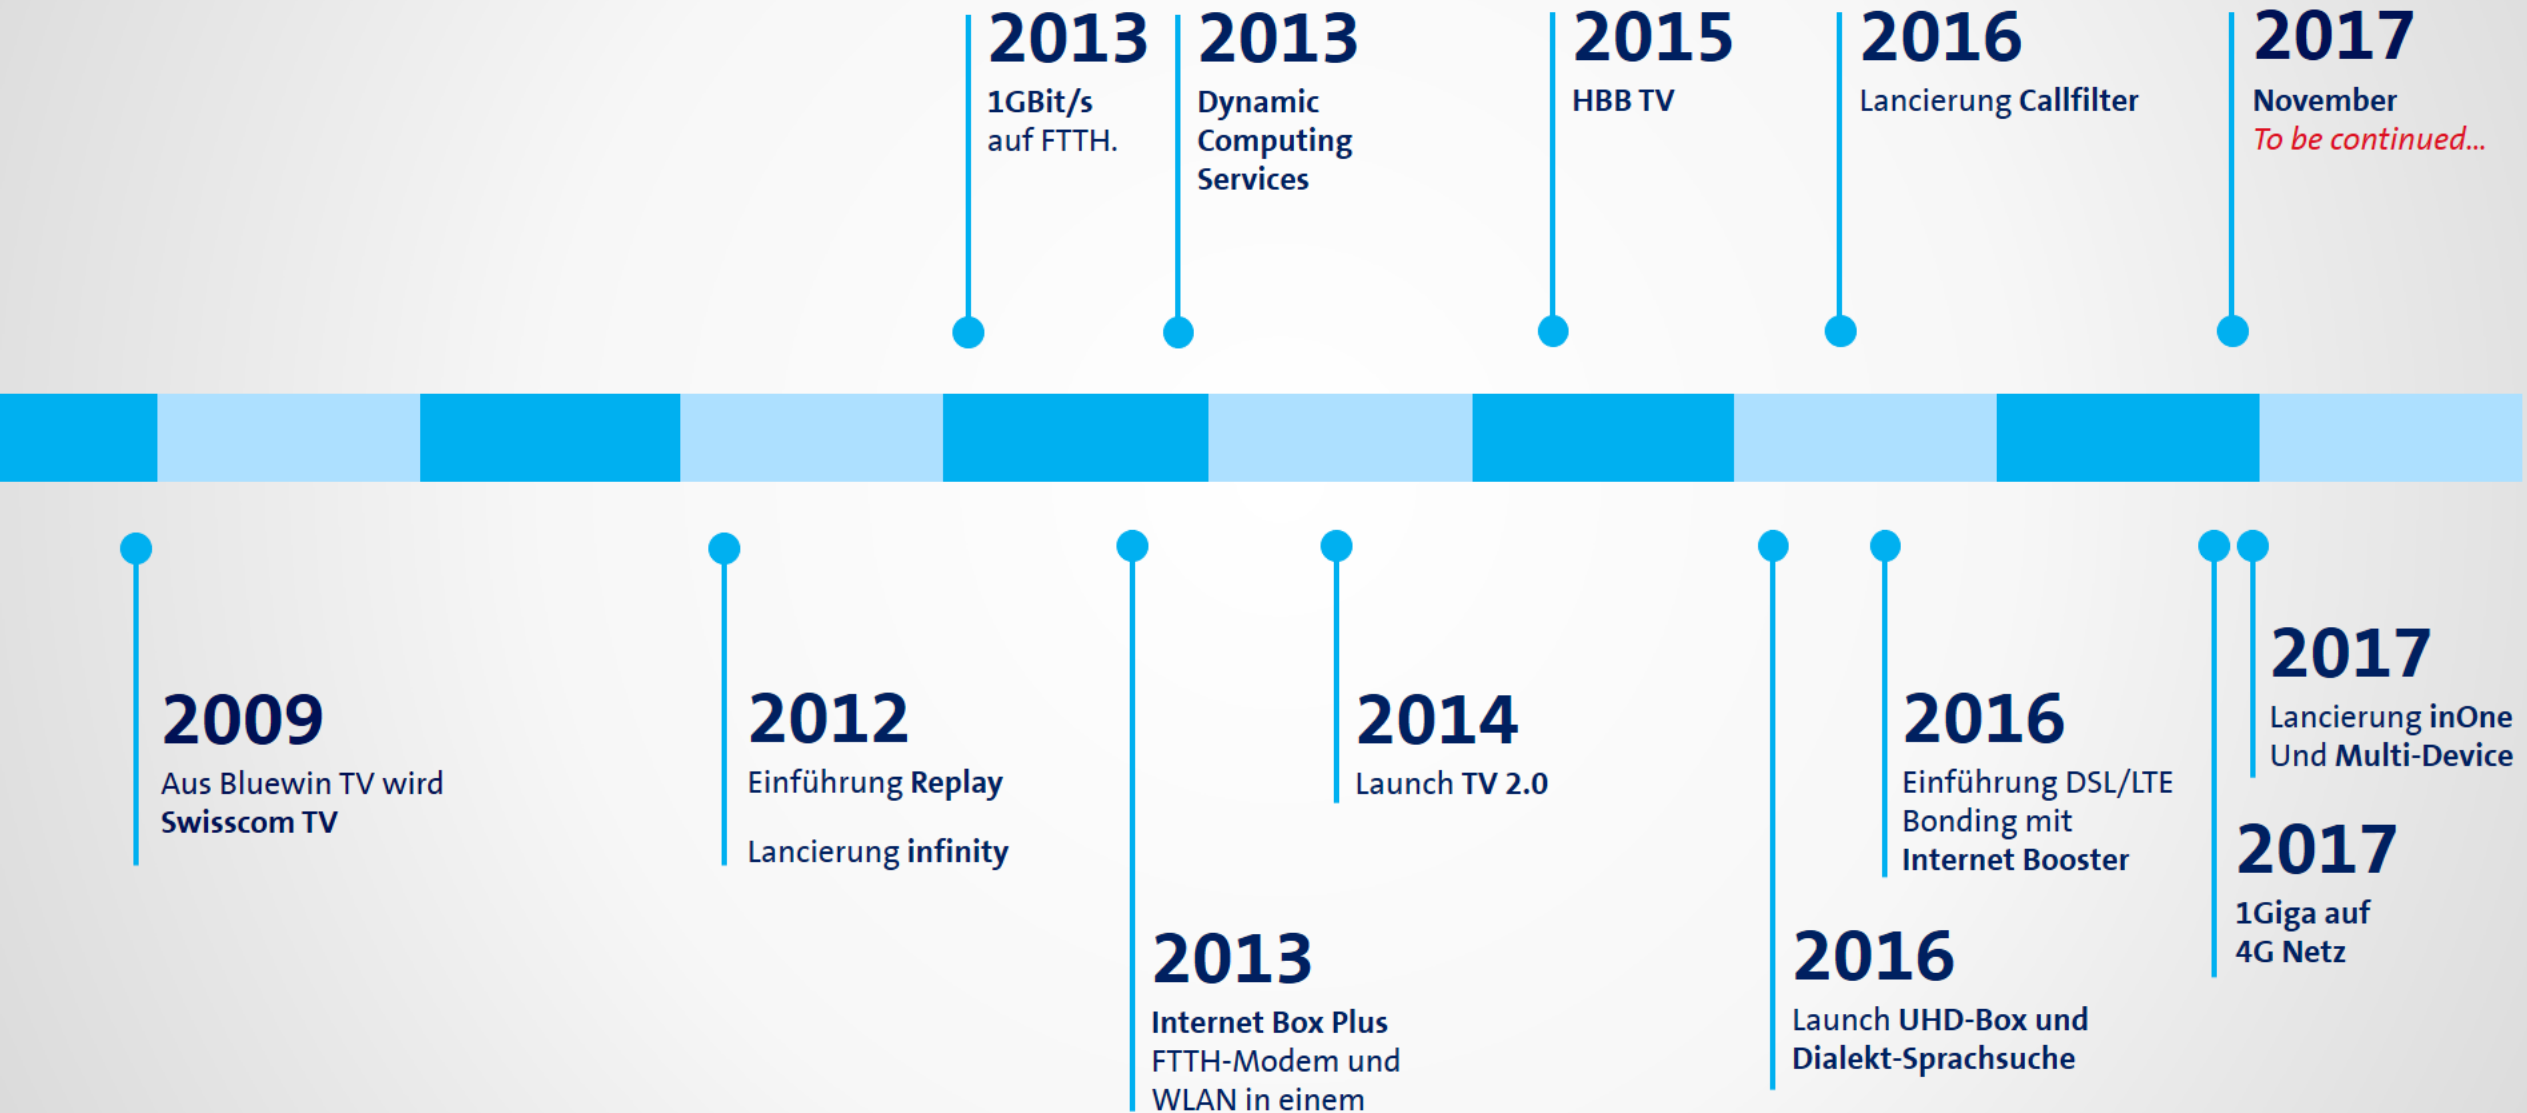 2013
1GBit/s
auf FTTH.
2013
Dynamic
Computing
Services
2015
HBB TV
2016
Lancierung Callfilter
2017
November
To be continued...
2009
Aus Bluewin TV wird
Swisscom TV
2012
Einführung Replay
Lancierung infinity
2013
Internet Box Plus
FTTH-Modem und
WLAN in einem
2014
Launch TV 2.0
2016
Launch UHD-Box und
Dialekt-Sprachsuche
2016
Einführung DSL/LTE
Bonding mit
Internet Booster
2017
1Giga auf
4G Netz
2017
Lancierung inOne
Und Multi-Device